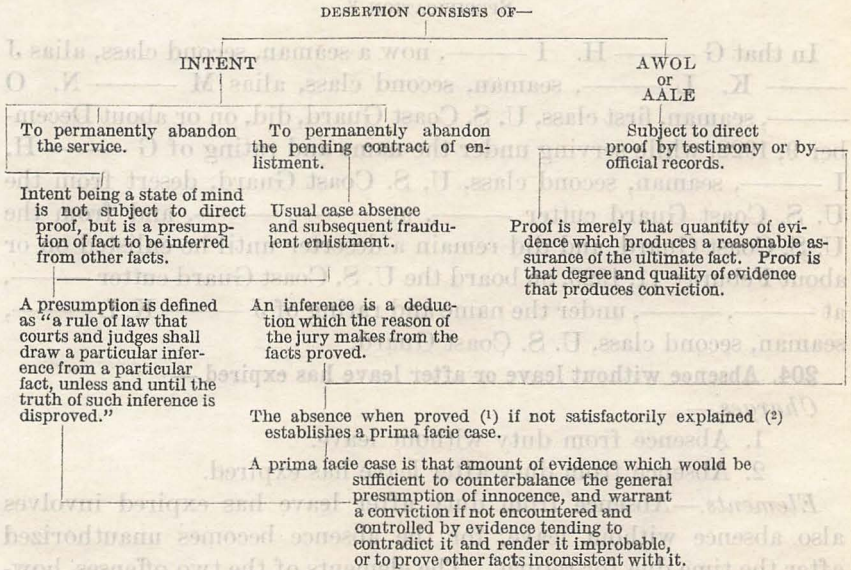 DESERTION CONSISTS OF—
INTENT
AWOL
or
AALE
To permanently abandon
the service.
To permanently abandon
the pending contract of en-
listment.
Subject to direct
proof by testimony or by
official records.
Intent being a state of mind
is not subject to direct
proof, but is a presump-
tion of fact to be inferred
from other facts.
Usual case absence
and subsequent fraudu-
lent enlistment.
Proof is merely that quantity of evi-
dence which produces a reasonable as-
surance of the ultimate fact. Proof is
that degree and quality of evidence
that produces conviction.
A presumption is defined
as "a rule of law that
courts and judges shall
draw a particular infer-
ence from a particular
fact, unless and until the
truth of such inference is
disproved."
An inference is a deduc-
tion which the reason of
the jury makes from the
facts proved.
The absence when proved (¹) if not satisfactorily explained (²)
establishes a prima facie case.
A prima facie case is that amount of evidence which would be
sufficient to counterbalance the general
presumption of innocence, and warrant
a conviction if not encountered and
controlled by evidence tending to
contradict it and render it improbable,
or to prove other facts inconsistent with it.